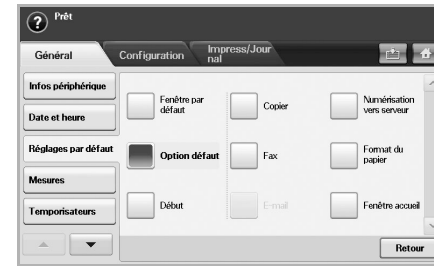 Prêt
Général
Configuration
Impress/Jour
nal
Infos périphérique
Date et heure
Réglages par défaut
Mesures
Temporisateurs
Fenêtre par
défaut
Copier
Numérisation
vers serveur
Option défaut
Fax
Format du
papier
Début
E-mail
Fenêtre accueil
Retour